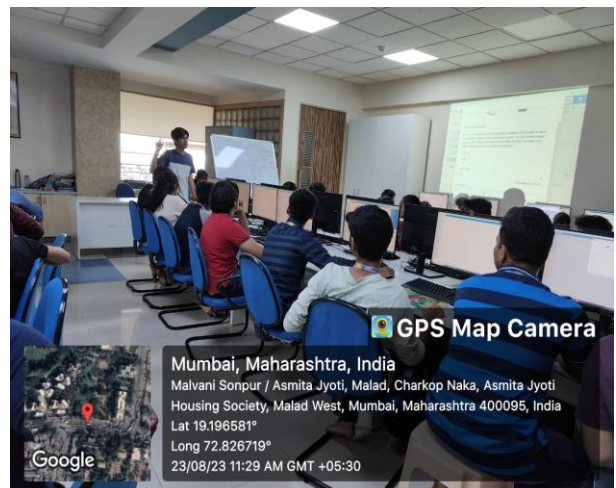 GPS Map Camera
Mumbai, Maharashtra, India
Malvani Sonpur / Asmita Jyoti, Malad, Charkop Naka, Asmita Jyoti
Housing Society, Malad West, Mumbai, Maharashtra 400095, India
Lat 19.196581°
Long 72.826719°
23/08/23 11:29 AM GMT +05:30
Google